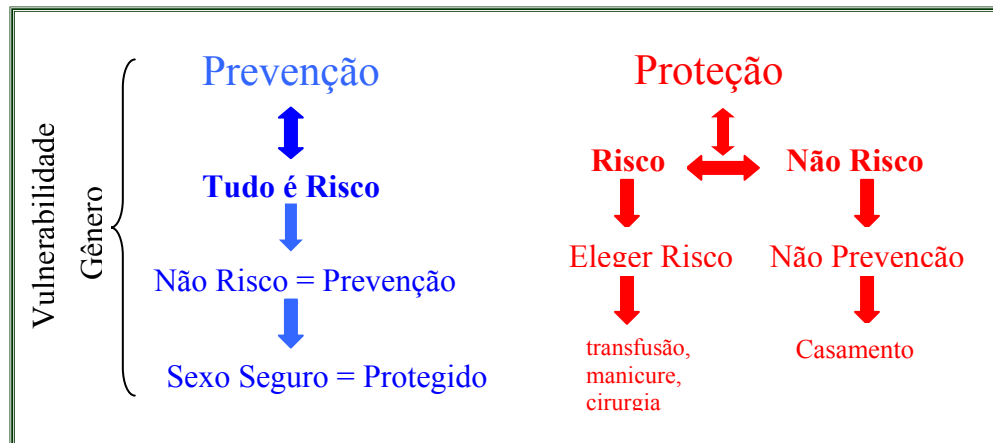 Vulnerabilidade
Gênero
Prevenção
Tudo é Risco
Não Risco = Prevenção
Sexo Seguro = Protegido
Proteção
Risco
Não Risco
Eleger Risco
Não Prevenção
transfusão,
manicure,
cirurgia
Casamento